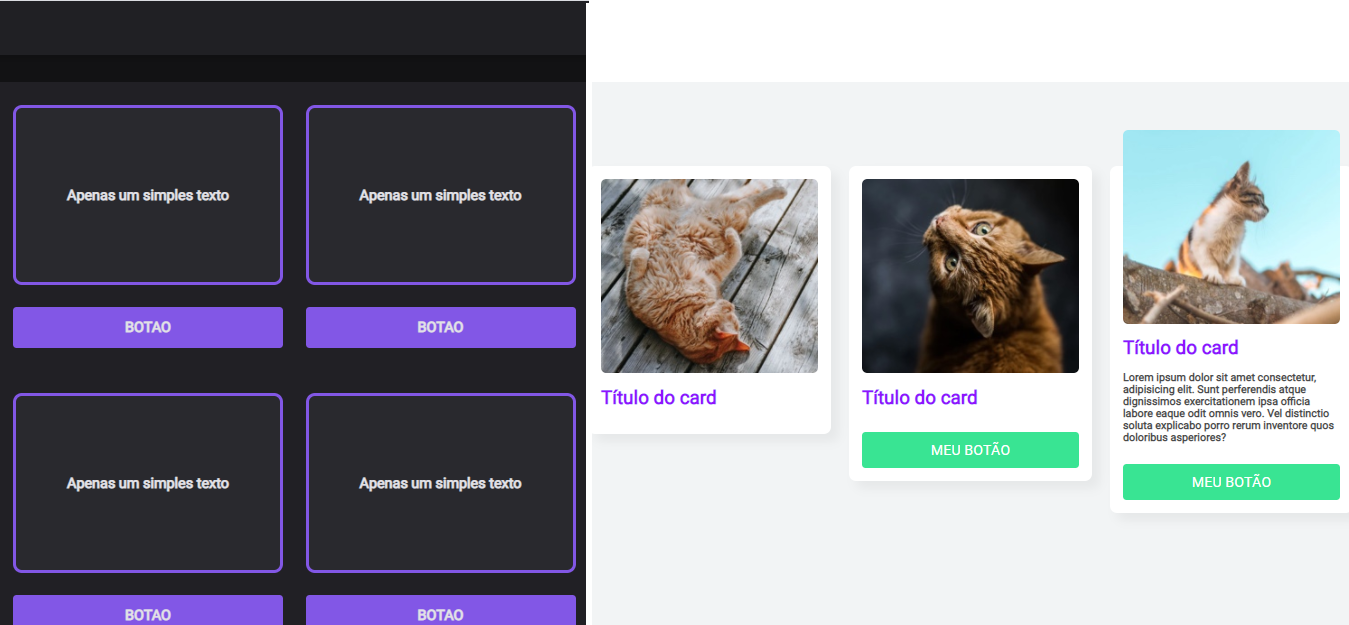 Apenas um simples texto
Apenas um simples texto
BOTAO
BOTAO
Apenas um simples texto
Apenas um simples texto
BOTAO
BOTAO
Título do card
Título do card
MEU BOTÃO
Título do card
Lorem ipsum dolor sit amet consectetur,
adipisicing elit. Sunt perferendis atque
dignissimos exercitationem ipsa officia
labore eaque odit omnis vero. Vel distinctio
soluta explicabo porro rerum inventore quos
doloribus asperiores?
MEU BOTÃO